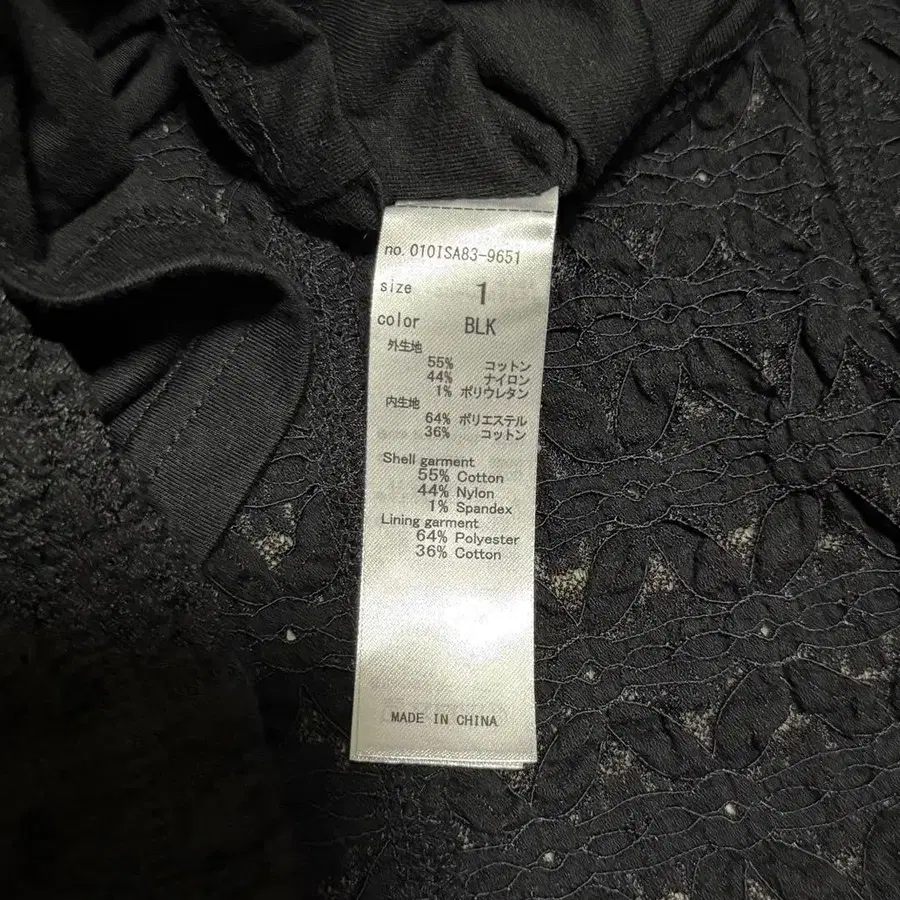 no. 010ISA83-9651
size 1
color BLK
外生地
55% コットン
44% ナイロン
1% ポリウレタン
内生地
64% ポリエステル
36% コットン
Shell garment
55% Cotton
44% Nylon
1% Spandex
Lining garment
64% Polyester
36% Cotton
MADE IN CHINA